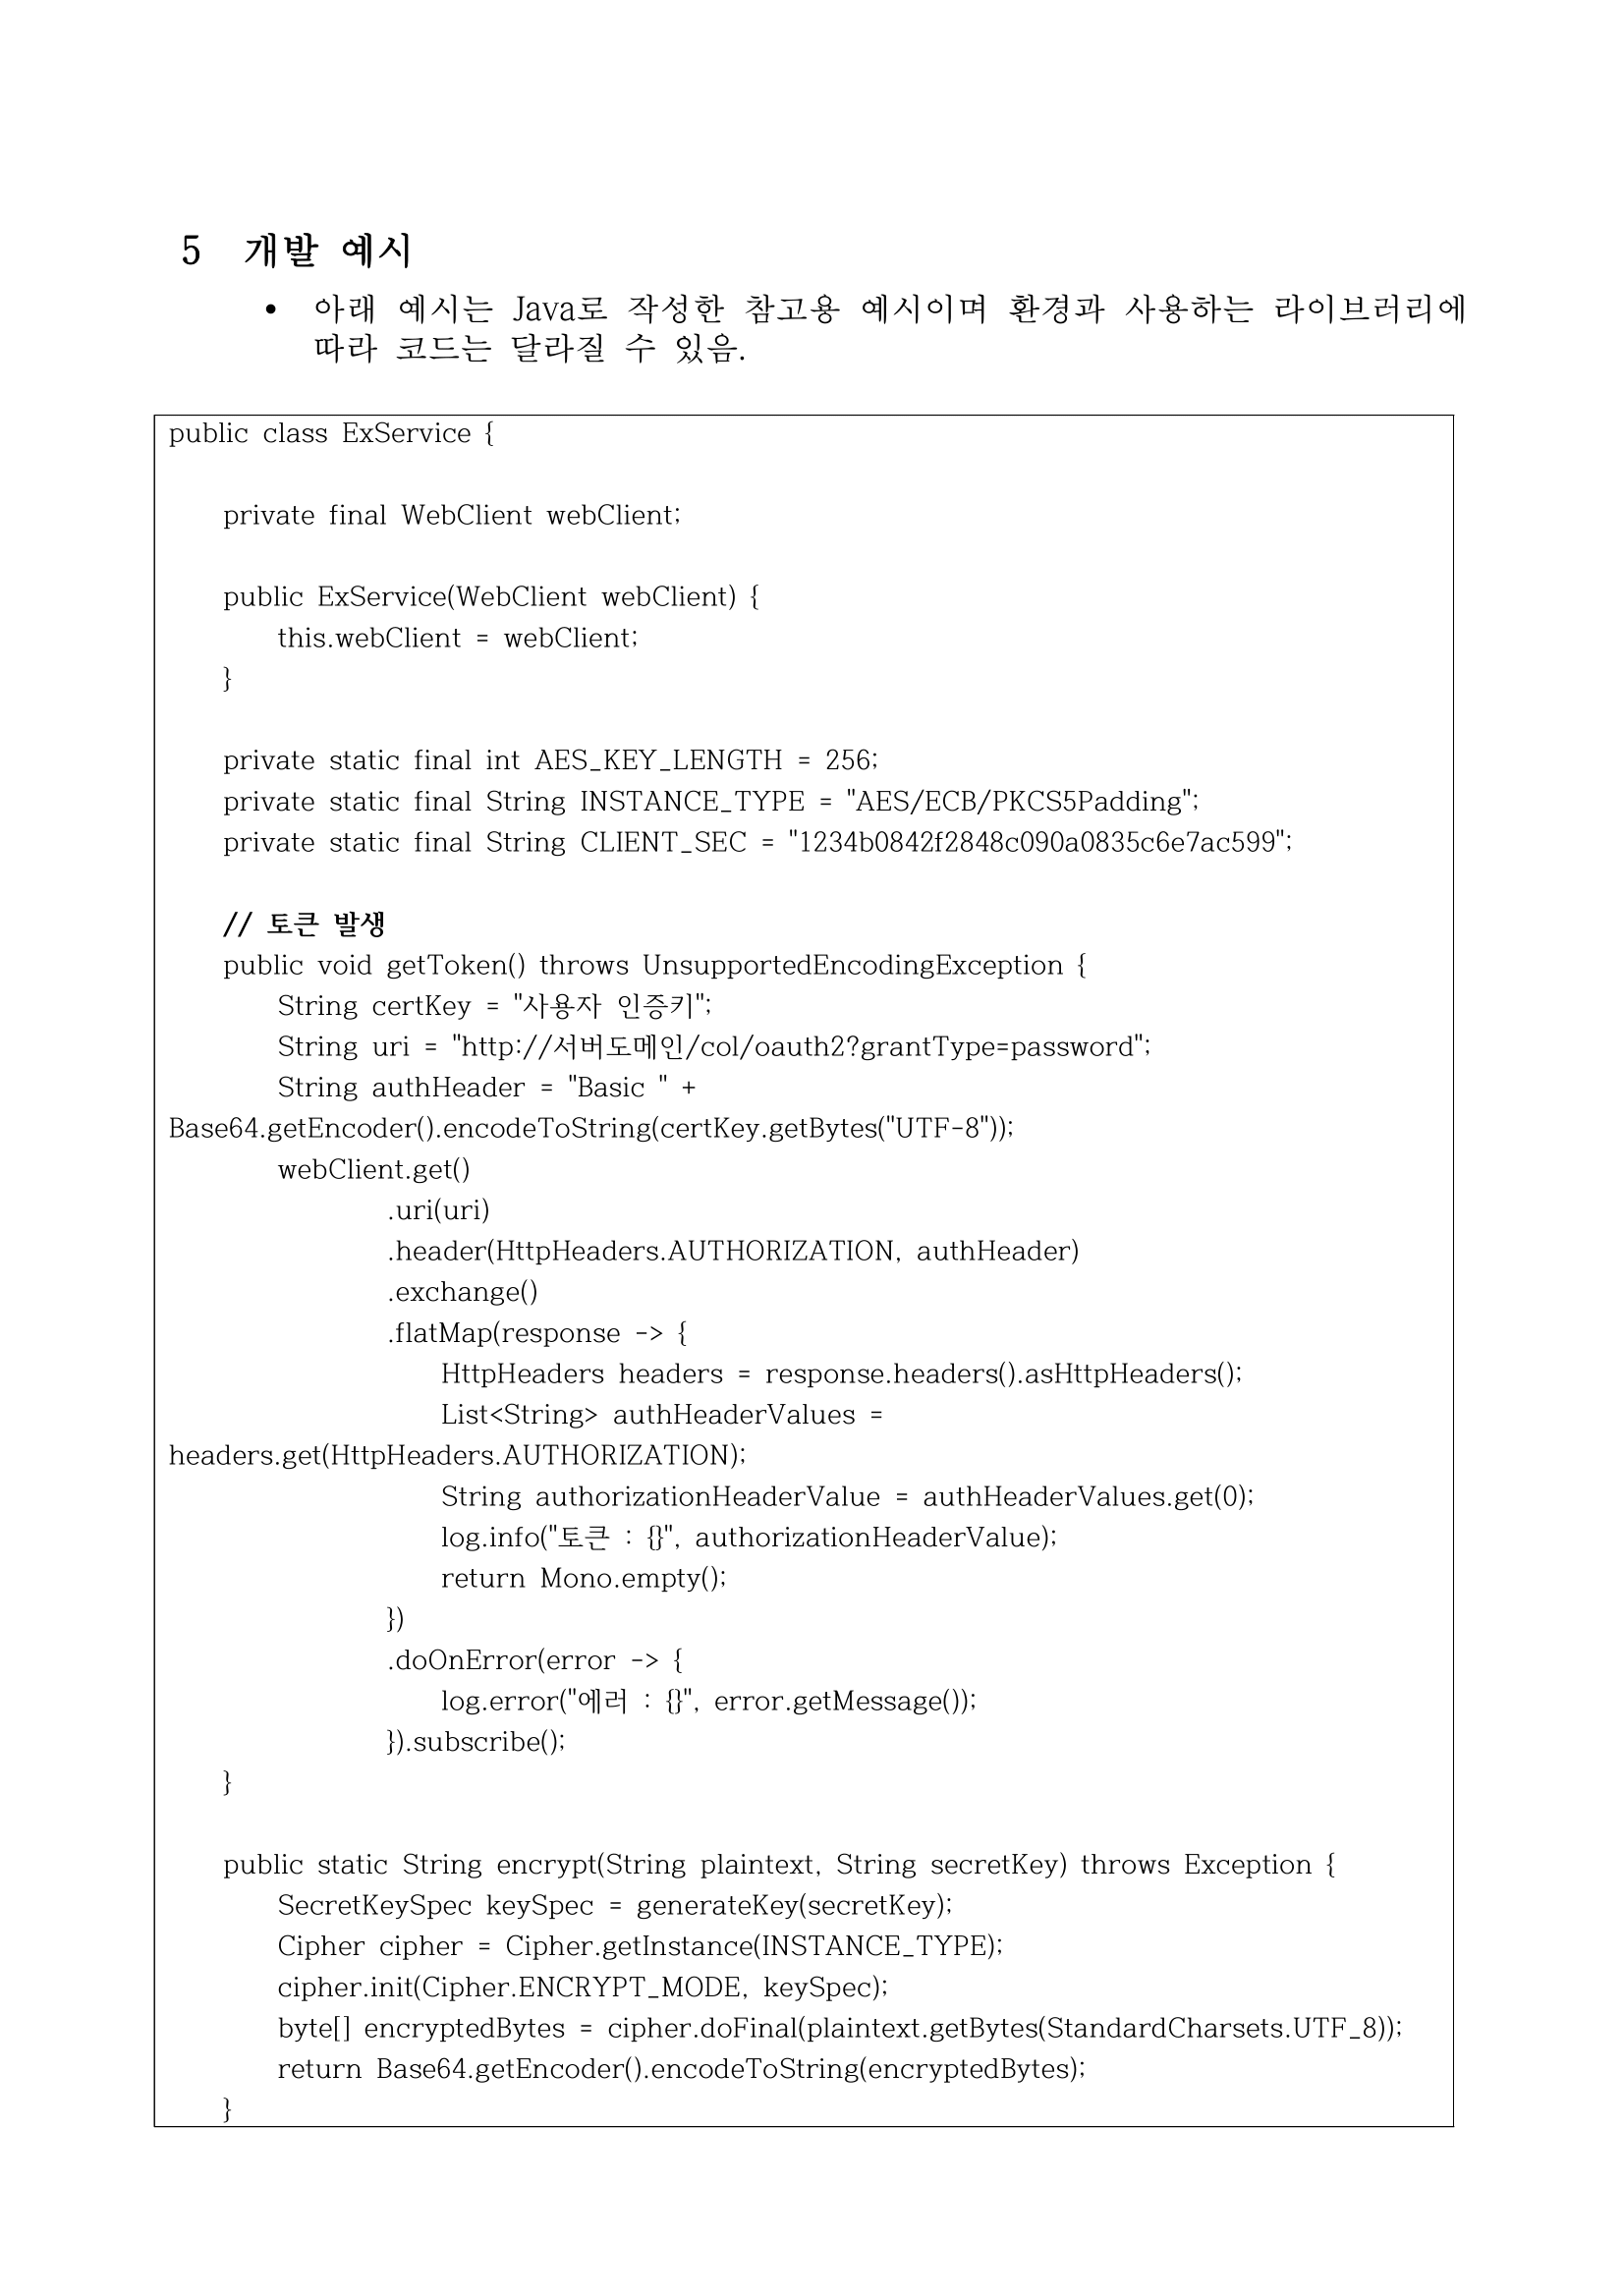 5 개발 예시
• 아래 예시는 Java로 작성한 참고용 예시이며 환경과 사용하는 라이브러리에
따라 코드는 달라질 수 있음.
public class ExService {
private final WebClient webClient;
public ExService(WebClient webClient) {
this.webClient = webClient;
}
private static final int AES_KEY_LENGTH = 256;
private static final String INSTANCE_TYPE = "AES/ECB/PKCS5Padding";
private static final String CLIENT_SEC = "1234b0842f2848c090a0835c6e7ac599";
// 토큰 발생
public void getToken() throws UnsupportedEncodingException {
String certKey = "사용자 인증키";
String uri = "http://서버도메인/col/oauth2?grantType=password";
String authHeader = "Basic " +
Base64.getEncoder().encodeToString(certKey.getBytes("UTF-8"));
webClient.get()
.uri(uri)
.header(HttpHeaders.AUTHORIZATION, authHeader)
.exchange()
.flatMap(response -> {
HttpHeaders headers = response.headers().asHttpHeaders();
List<String> authHeaderValues =
headers.get(HttpHeaders.AUTHORIZATION);
String authorizationHeaderValue = authHeaderValues.get(0);
log.info("토큰 : {}", authorizationHeaderValue);
return Mono.empty();
})
.doOnError(error -> {
log.error("에러 : {}", error.getMessage());
}).subscribe();
}
public static String encrypt(String plaintext, String secretKey) throws Exception {
SecretKeySpec keySpec = generateKey(secretKey);
Cipher cipher = Cipher.getInstance(INSTANCE_TYPE);
cipher.init(Cipher.ENCRYPT_MODE, keySpec);
byte[] encryptedBytes = cipher.doFinal(plaintext.getBytes(StandardCharsets.UTF_8));
return Base64.getEncoder().encodeToString(encryptedBytes);
}